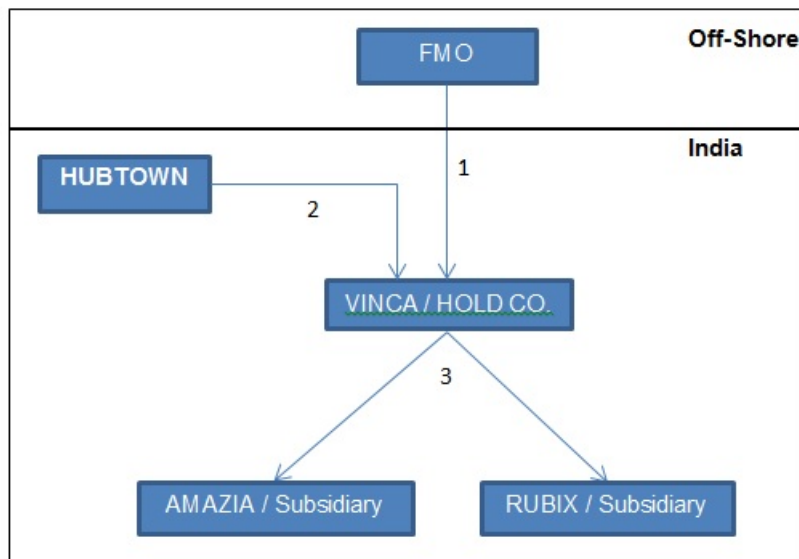 Off-Shore
FMO
India
HUBTOWN
1
2
VINCA / HOLD CO.
3
AMAZIA / Subsidiary
RUBIX / Subsidiary